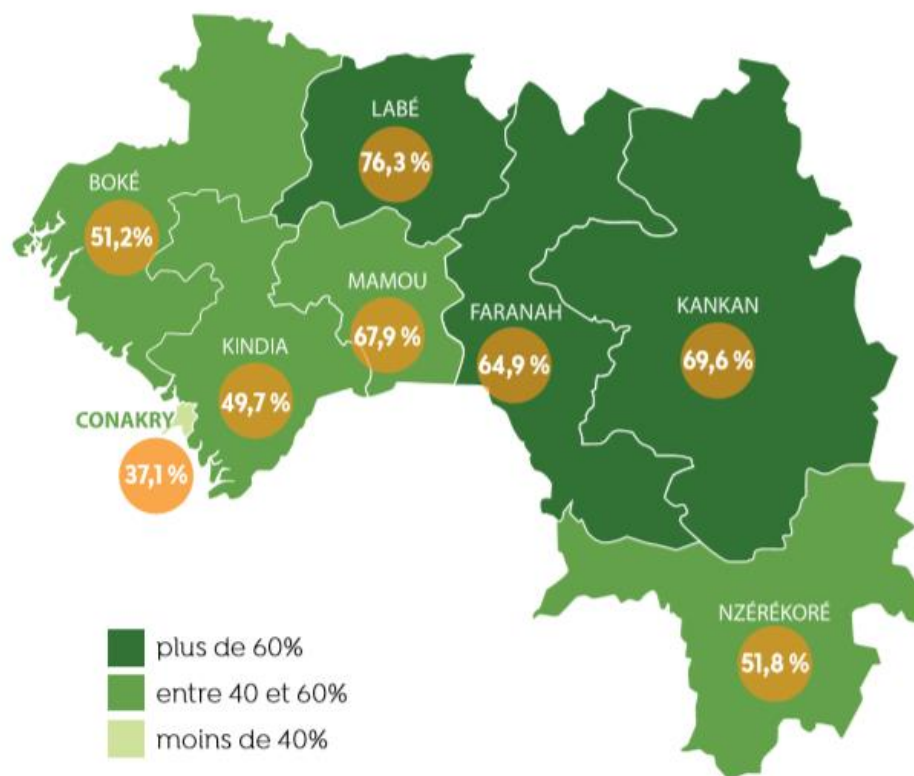 LABÉ
76,3 %
BOKÉ
51,2%
MAMOU
67,9 %
FARANAH
64,9 %
KANKAN
69,6 %
KINDIA
49,7 %
CONAKRY
37,1 %
NZÉRÉKORÉ
51,8 %
plus de 60%
entre 40 et 60%
moins de 40%